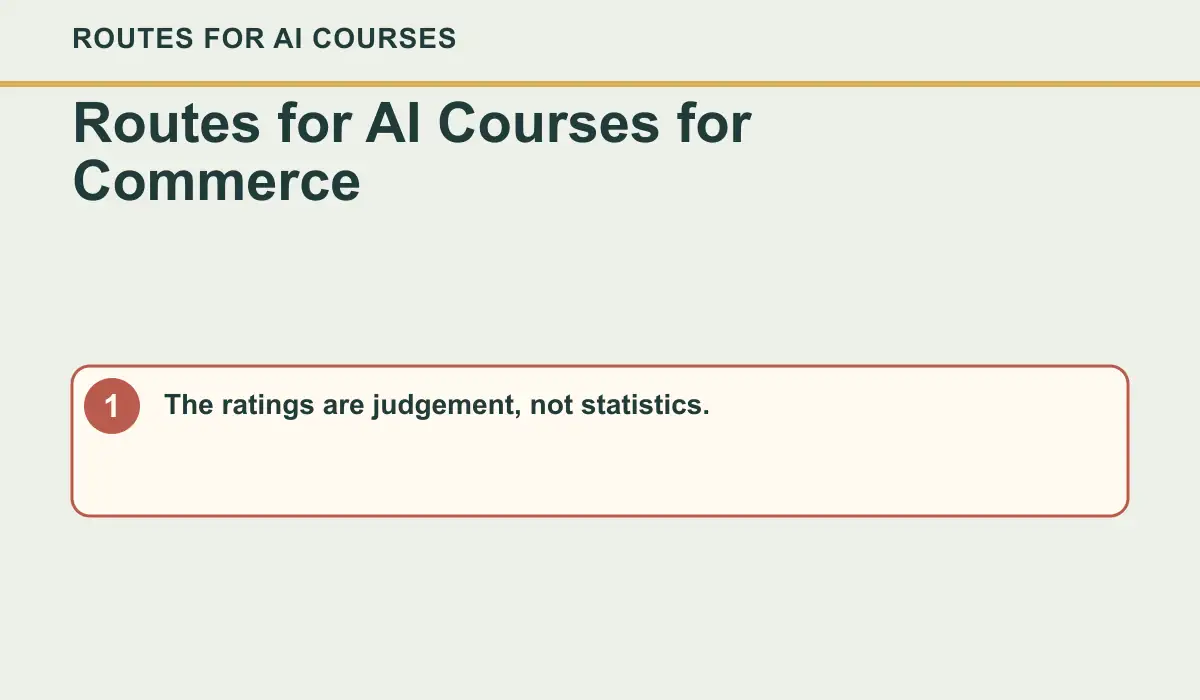 ROUTES FOR AI COURSES
Routes for AI Courses for
Commerce
1
The ratings are judgement, not statistics.